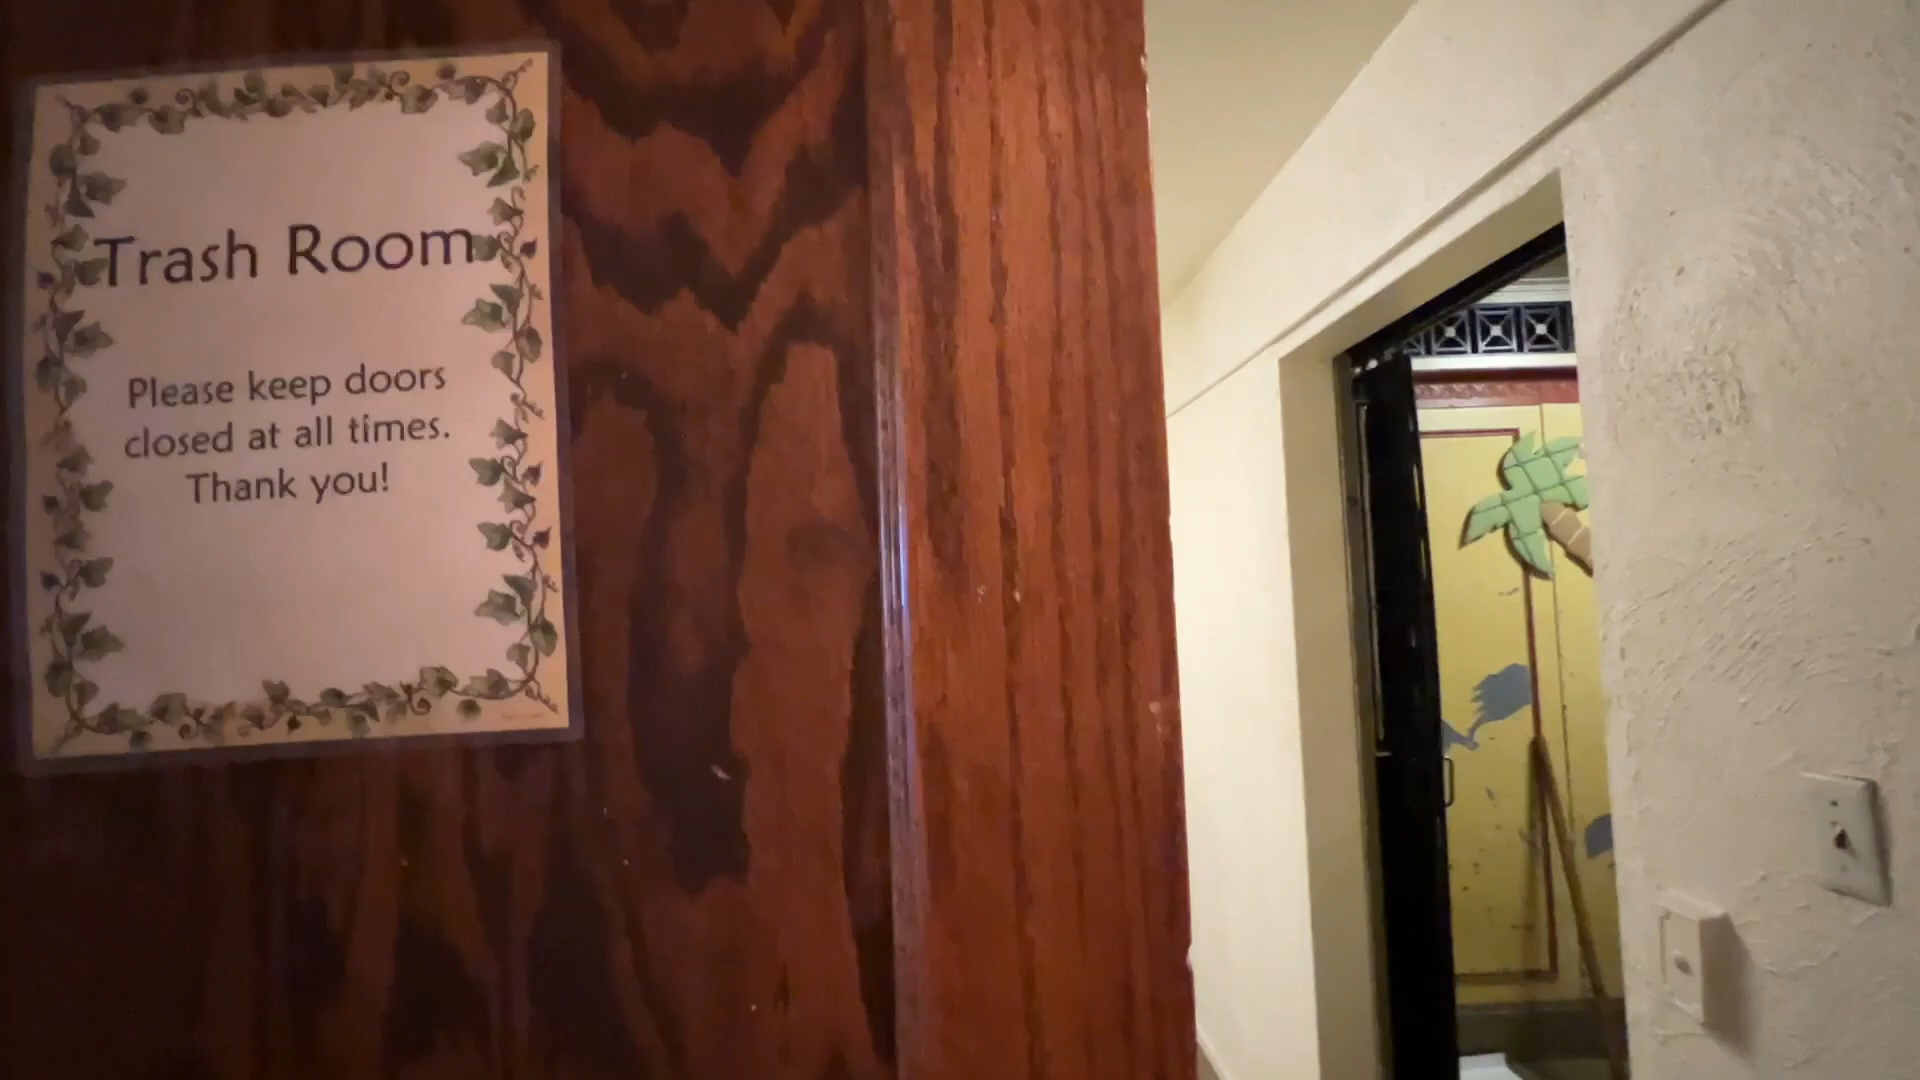 Trash Room
Please keep doors
closed at all times.
Thank you!